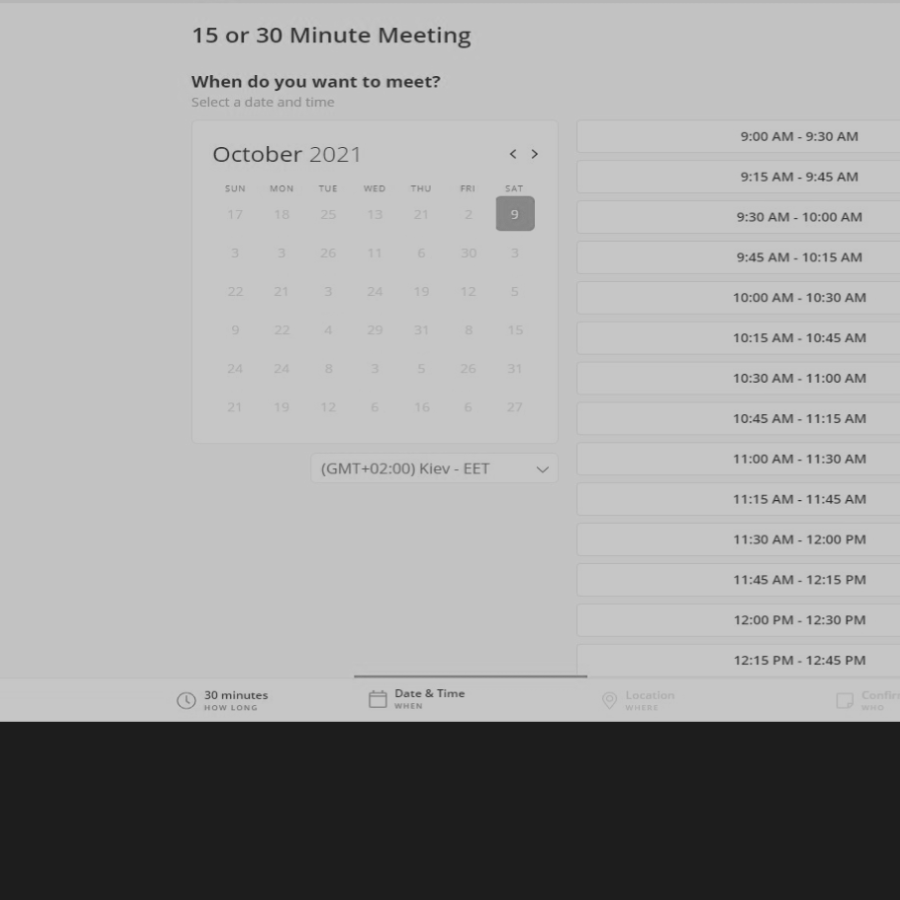 15 or 30 Minute Meeting
When do you want to meet?
Select a date and time
October 2021
< >
SUN MON TUE WED THU FRI SAT
17 18 25 13 21 2 9
3 3 26 11 6 30 3
22 21 3 24 19 12 5
9 22 4 29 31 8 15
24 24 8 3 5 26 31
21 19 12 6 16 6 27
(GMT+02:00) Kiev - EET
9:00 AM - 9:30 AM
9:15 AM - 9:45 AM
9:30 AM - 10:00 AM
9:45 AM - 10:15 AM
10:00 AM - 10:30 AM
10:15 AM - 10:45 AM
10:30 AM - 11:00 AM
10:45 AM - 11:15 AM
11:00 AM - 11:30 AM
11:15 AM - 11:45 AM
11:30 AM - 12:00 PM
11:45 AM - 12:15 PM
12:00 PM - 12:30 PM
12:15 PM - 12:45 PM
30 minutes
HOW LONG
Date & Time
WHEN
Location
WHERE
Confir
WHO